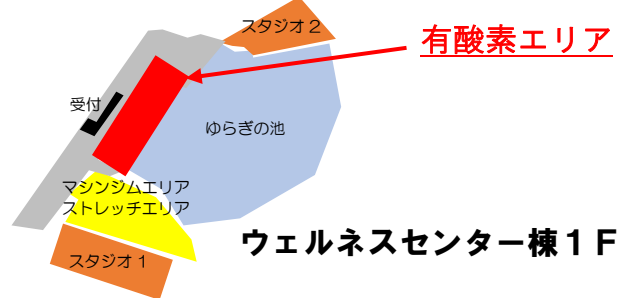 スタジオ２
有酸素エリア
受付
ゆらぎの池
マシンジムエリア
ストレッチエリア
ウェルネスセンター棟１Ｆ
スタジオ１